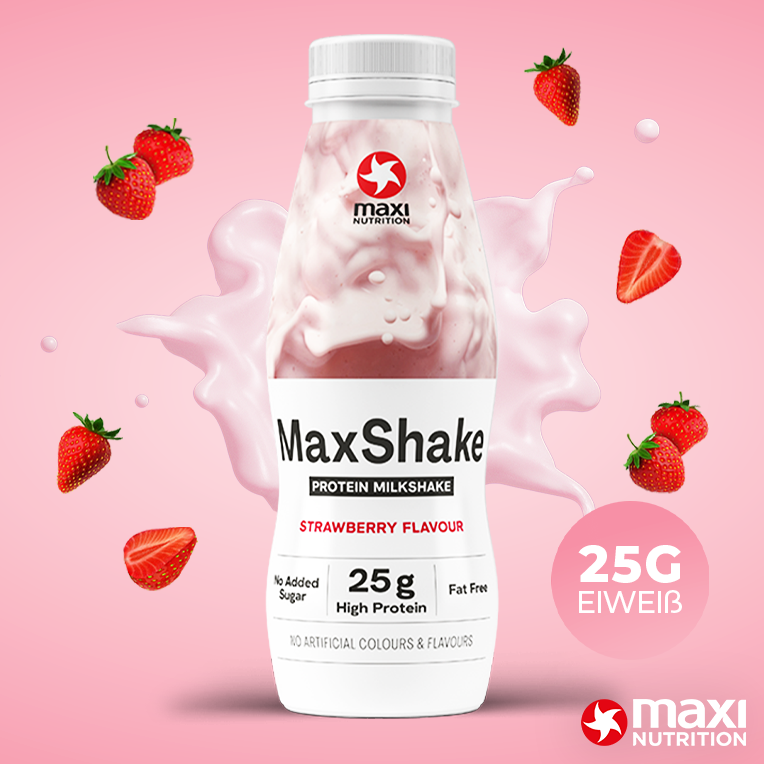 maxi
NUTRITION
MaxShake
PROTEIN MILKSHAKE
STRAWBERRY FLAVOUR
No Added
Sugar
25g
High Protein
Fat Free
NO ARTIFICIAL COLOURS & FLAVOURS
25G
EIWEIß
maxi
NUTRITION